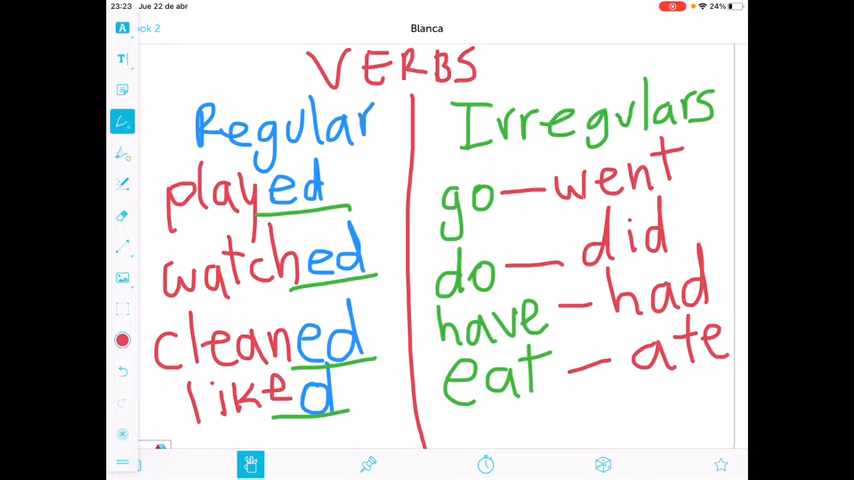 23:23 Jue 22 de abr
24%
ook 2
Blanca
VERBS
Regular
played
watched
cleaned
liked
Irregulars
go — went
do — did
have — had
eat — ate